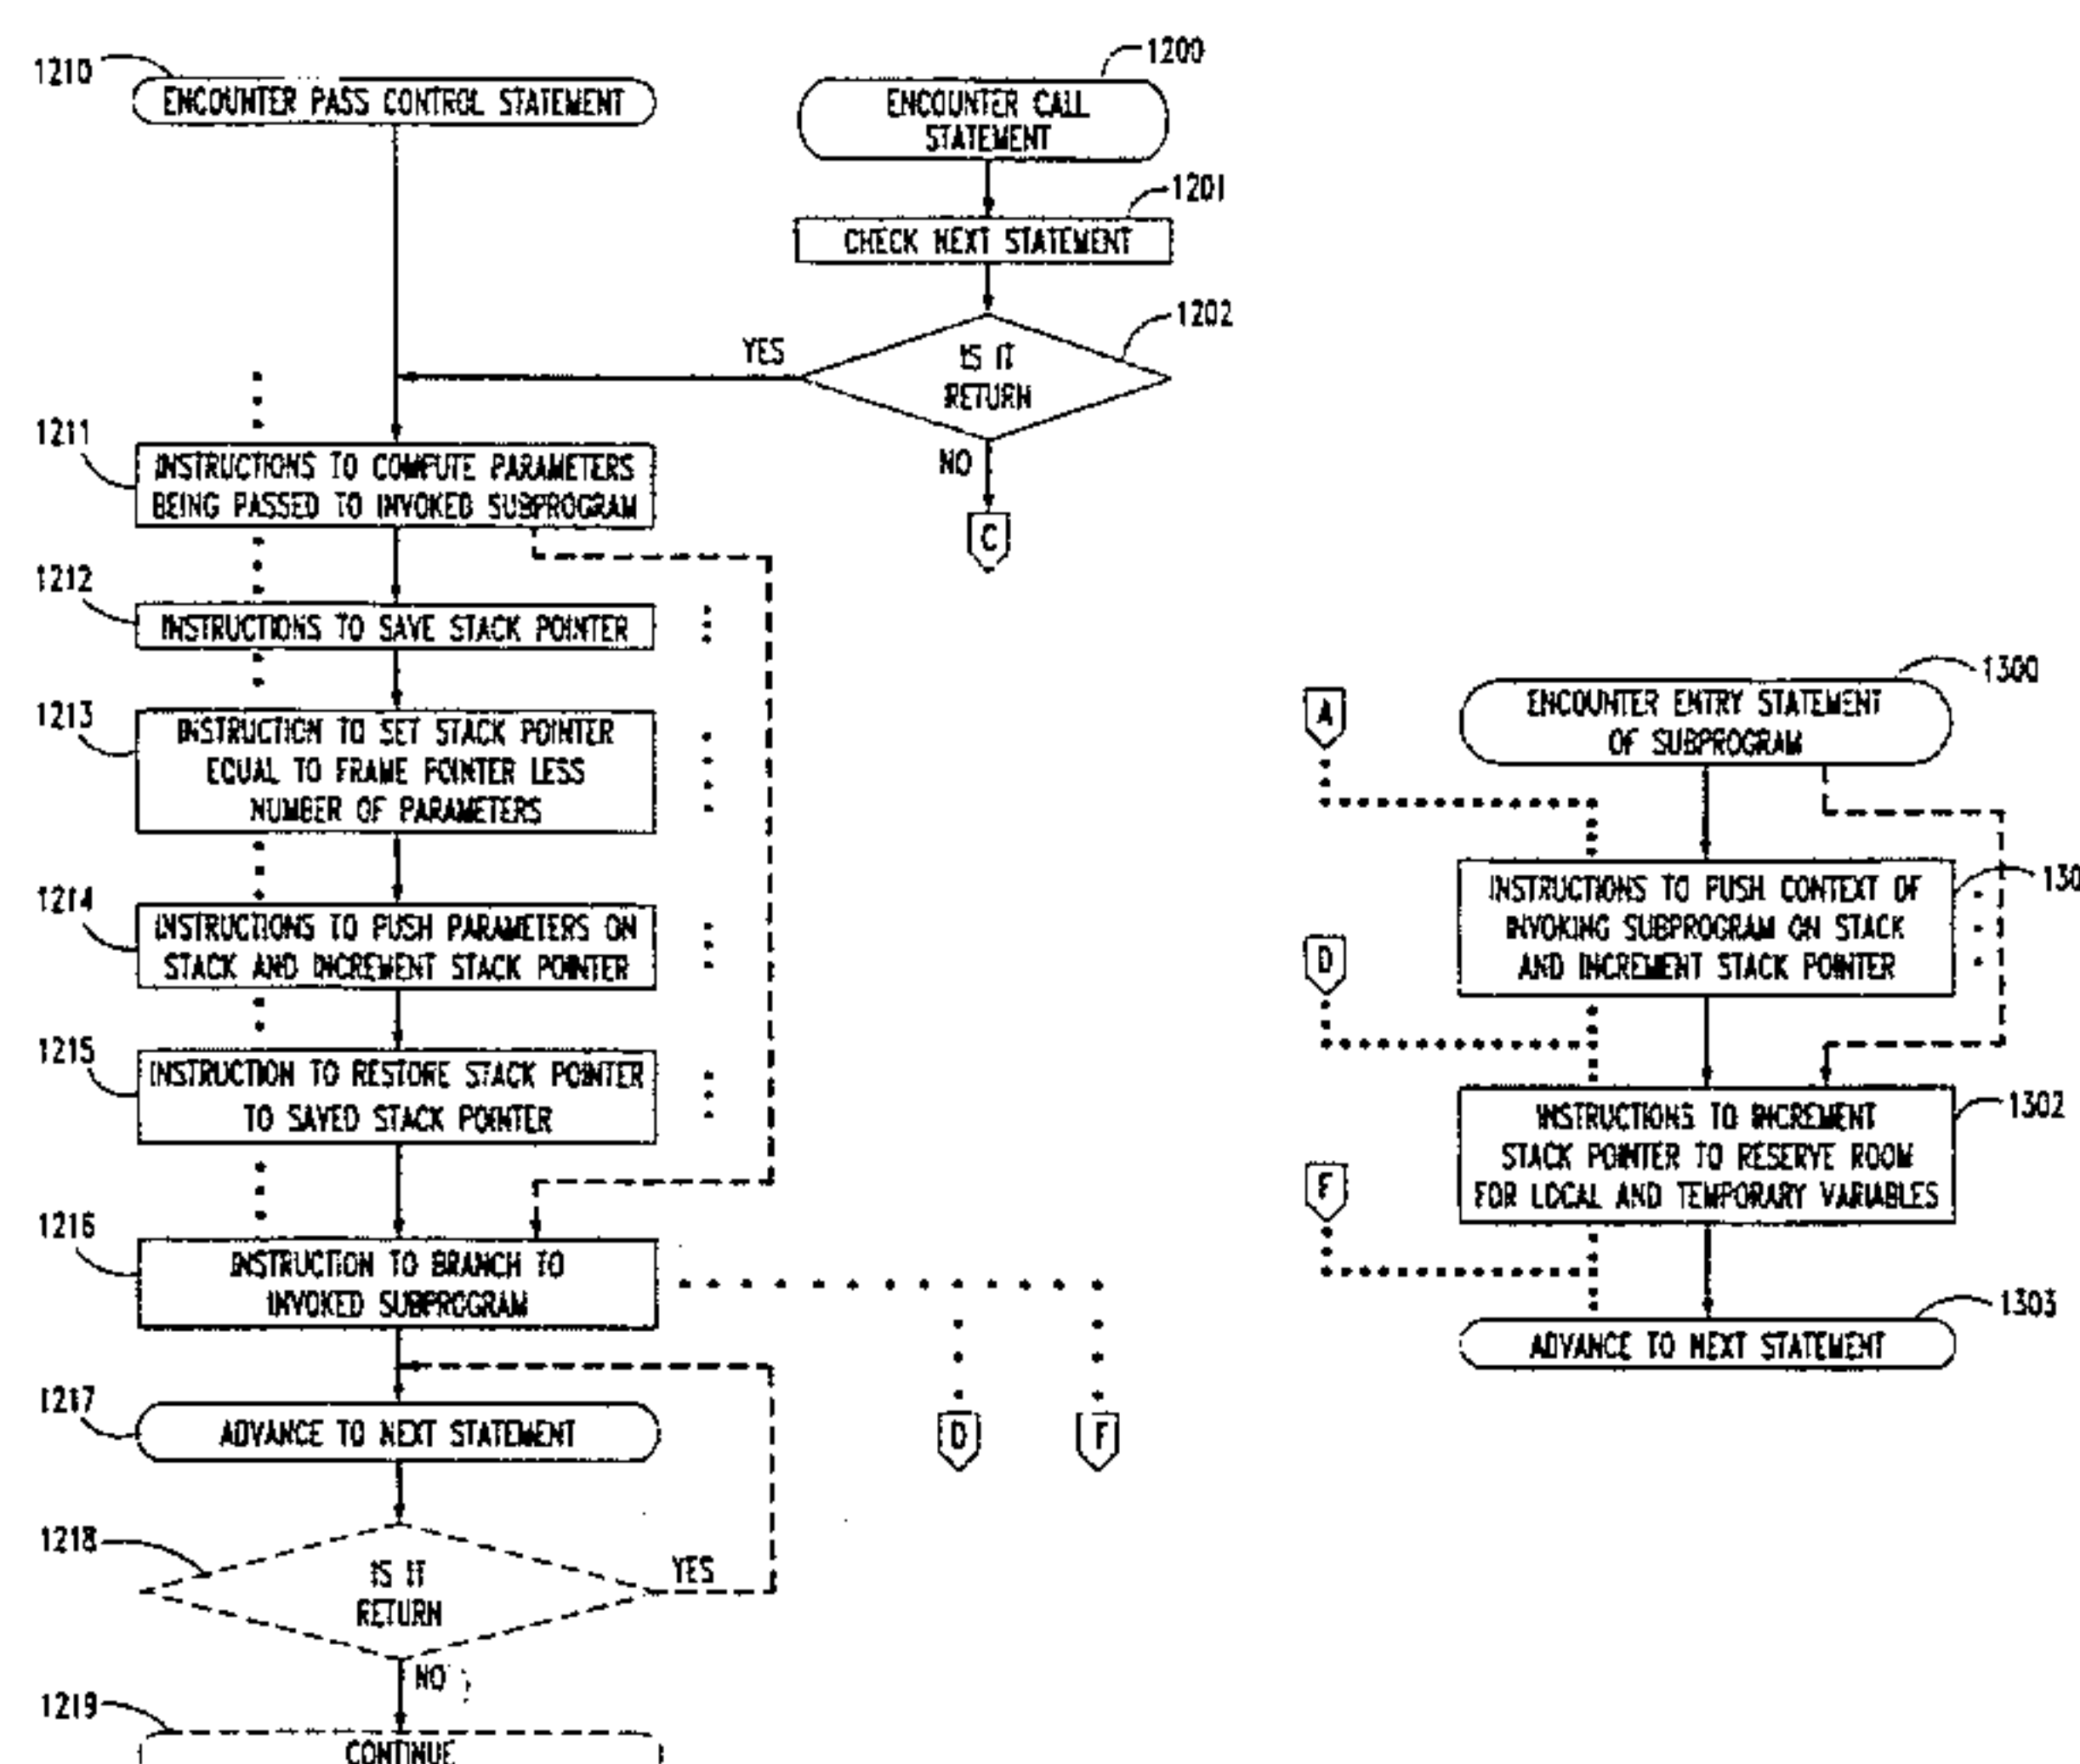 1210
ENCOUNTER PASS CONTROL STATEMENT
1200
ENCOUNTER CALL
STATEMENT
1201
CHECK NEXT STATEMENT
1202
IS IT
RETURN
YES
NO
C
1211
INSTRUCTIONS TO COMPUTE PARAMETERS
BEING PASSED TO INVOKED SUBPROGRAM
1212
INSTRUCTIONS TO SAVE STACK POINTER
1213
INSTRUCTION TO SET STACK POINTER
EQUAL TO FRAME POINTER LESS
NUMBER OF PARAMETERS
1214
INSTRUCTIONS TO PUSH PARAMETERS ON
STACK AND INCREMENT STACK POINTER
1215
INSTRUCTION TO RESTORE STACK POINTER
TO SAVED STACK POINTER
1216
INSTRUCTION TO BRANCH TO
INVOKED SUBPROGRAM
1217
ADVANCE TO NEXT STATEMENT
D
F
1218
IS IT
RETURN
YES
NO
1219
CONTINUE
1300
ENCOUNTER ENTRY STATEMENT
OF SUBPROGRAM
A
INSTRUCTIONS TO PUSH CONTEXT OF
INVOKING SUBPROGRAM ON STACK
AND INCREMENT STACK POINTER
130
D
1302
INSTRUCTIONS TO INCREMENT
STACK POINTER TO RESERVE ROOM
FOR LOCAL AND TEMPORARY VARIABLES
F
1303
ADVANCE TO NEXT STATEMENT